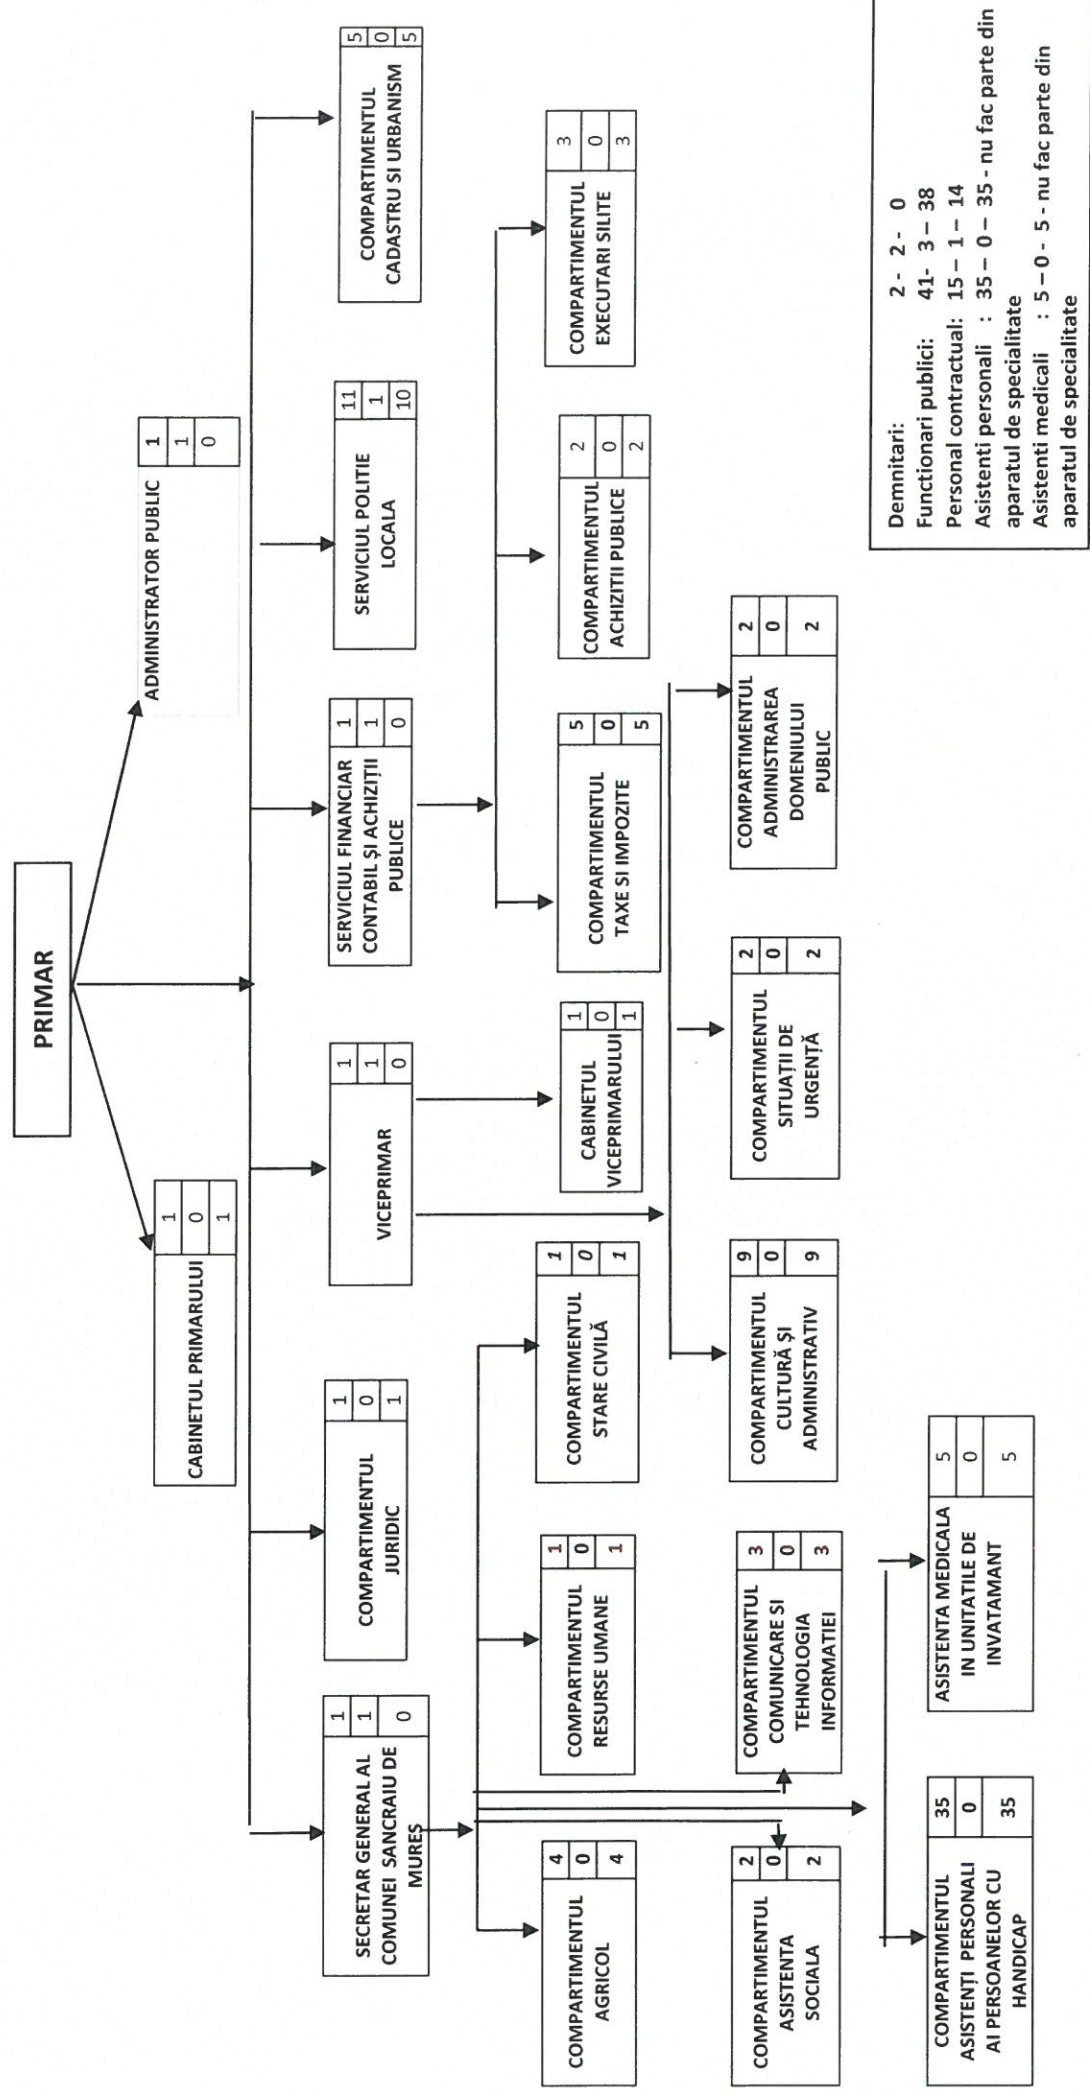 PRIMAR
CABINETUL PRIMARULUI
1
0
1
ADMINISTRATOR PUBLIC
1
1
0
SECRETAR GENERAL AL
COMUNEI SANCRAIU DE
MUREȘ
1
1
0
COMPARTIMENTUL
JURIDIC
1
0
1
VICEPRIMAR
1
1
0
SERVICIUL FINANCIAR
CONTABIL ȘI ACHIZIȚII
PUBLICE
1
1
0
SERVICIUL POLITIE
LOCALA
11
1
10
COMPARTIMENTUL
CADASTRU SI URBANISM
5
0
5
COMPARTIMENTUL
AGRICOL
4
0
4
COMPARTIMENTUL
RESURSE UMANE
1
0
1
COMPARTIMENTUL
STARE CIVILĂ
1
0
1
CABINETUL
VICEPRIMARULUI
1
0
1
COMPARTIMENTUL
TAXE SI IMPOZITE
5
0
5
COMPARTIMENTUL
ACHIZITII PUBLICE
2
0
2
COMPARTIMENTUL
EXECUTARI SILITE
3
0
3
COMPARTIMENTUL
ASISTENTA
SOCIALA
2
0
2
COMPARTIMENTUL
COMUNICARE SI
TEHNOLOGIA
INFORMATIEI
3
0
3
COMPARTIMENTUL
CULTURĂ ȘI
ADMINISTRATIV
9
0
9
COMPARTIMENTUL
SITUAȚII DE
URGENȚĂ
2
0
2
COMPARTIMENTUL
ADMINISTRAREA
DOMENIULUI
PUBLIC
2
0
2
COMPARTIMENTUL
ASISTENȚI PERSONALI
AI PERSOANELOR CU
HANDICAP
35
0
35
ASISTENTA MEDICALA
IN UNITATILE DE
INVATAMANT
5
0
5
Demnitari: 2 - 2 - 0
Functionari publici: 41- 3 – 38
Personal contractual: 15 – 1 – 14
Asistenti personali : 35 – 0 – 35 - nu fac parte din
aparatul de specialitate
Asistenti medicali : 5 – 0 - 5 - nu fac parte din
aparatul de specialitate